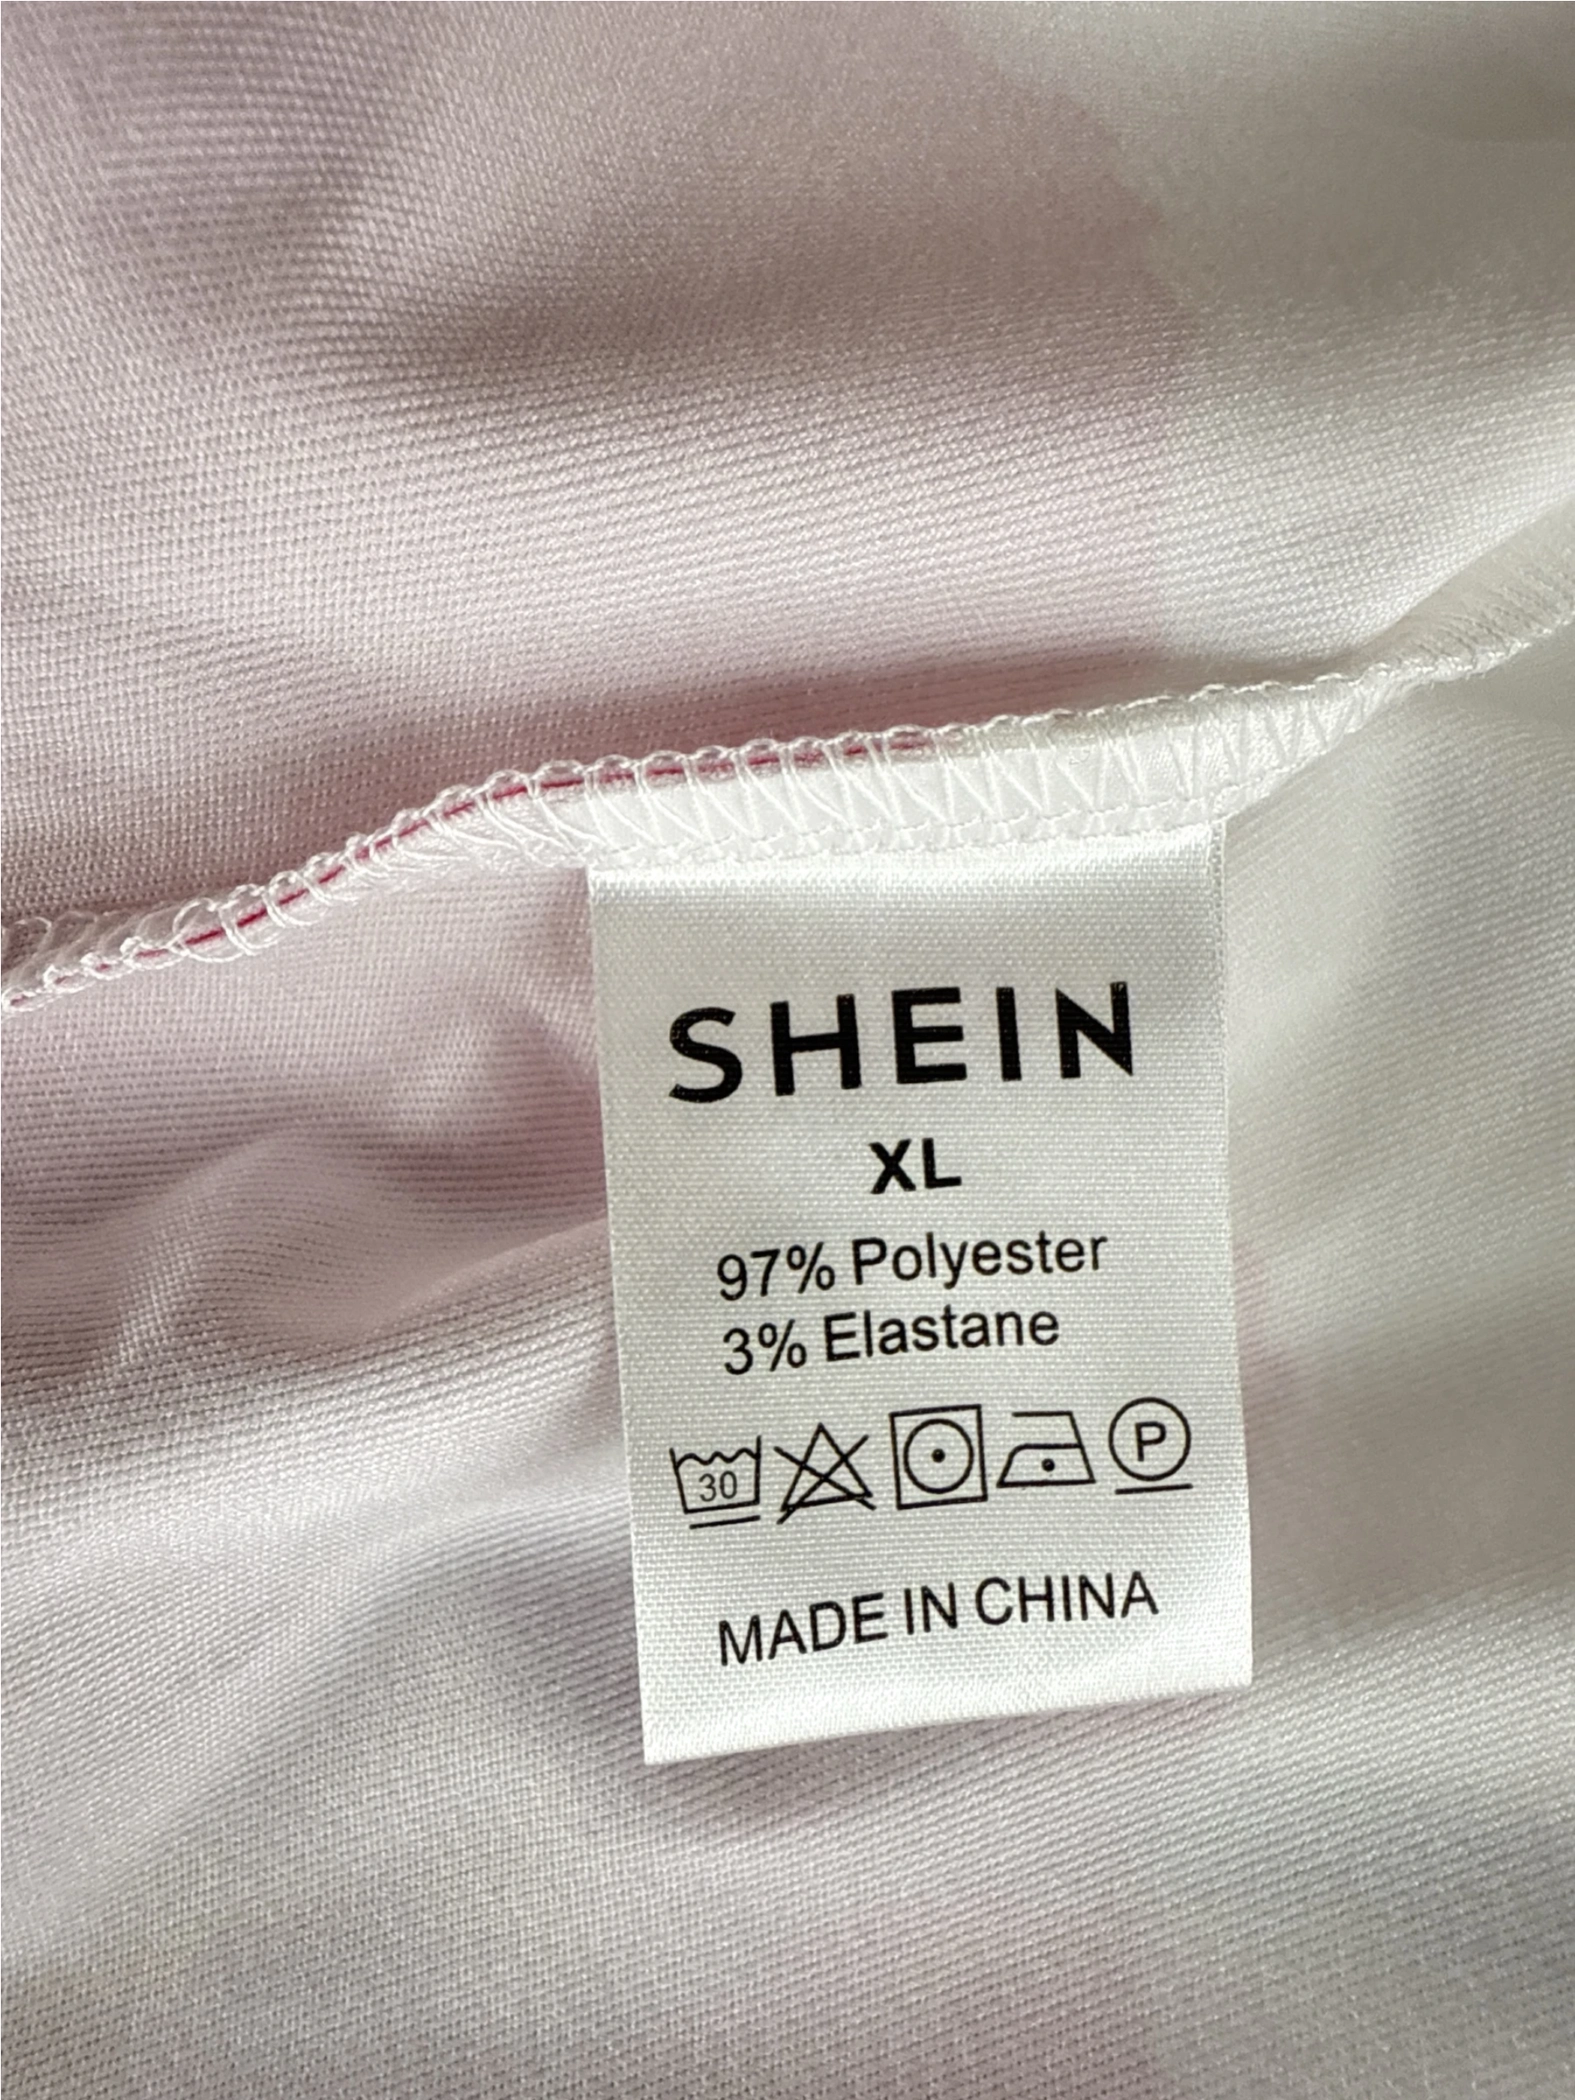 SHEIN
XL
97% Polyester
3% Elastane
30 P
MADE IN CHINA